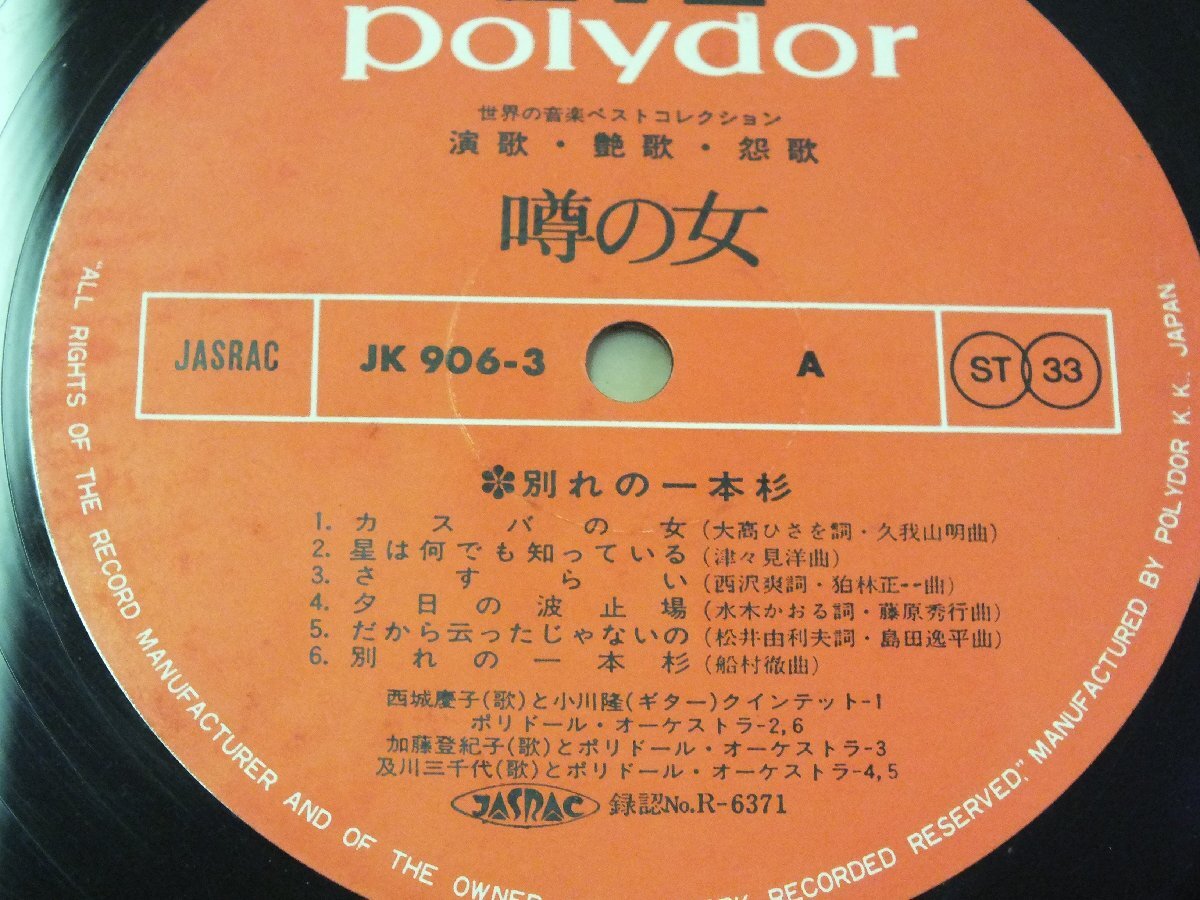 polydor
世界の音楽ベストコレクション
演歌・艶歌・怨歌
噂の女
JASRAC
JK 906-3
A
ST 33
✽別れの一本杉
1. カスバの女(大高ひさを詞・久我山明曲)
2. 星は何でも知っている(津々見洋曲)
3. さすらい(西沢爽詞・狛林正一曲)
4. 夕日の波止場(水木かおる詞・藤原秀行曲)
5. だから云ったじゃないの(松井由利夫詞・島田逸平曲)
6. 別れの一本杉(船村徹曲)
西城慶子(歌)と小川隆(ギター)クインテット-1
ポリドール・オーケストラ-2,6
加藤登紀子(歌)とポリドール・オーケストラ-3
及川三千代(歌)とポリドール・オーケストラ-4,5
JASRAC 録認No.R-6371
"ALL RIGHTS OF THE RECORD MANUFACTURER AND OF THE OWNER RECORDED RESERVED," MANUFACTURED BY POLYDOR K.K., JAPAN